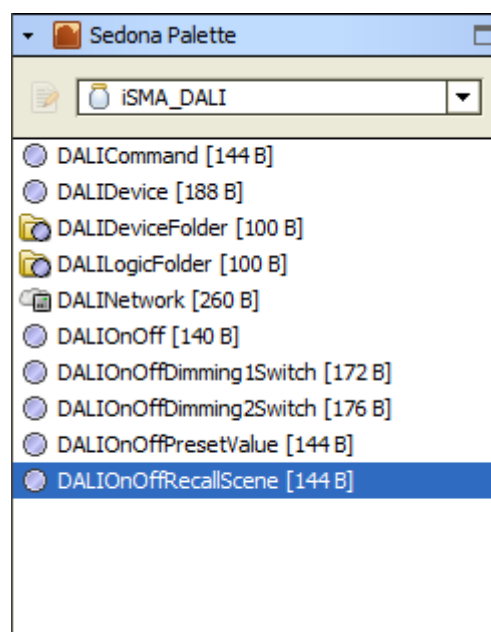 Sedona Palette
iSMA_DALI
DALICommand [144 B]
DALIDevice [188 B]
DALIDeviceFolder [100 B]
DALILogicFolder [100 B]
DALINetwork [260 B]
DALIOnOff [140 B]
DALIOnOffDimming1Switch [172 B]
DALIOnOffDimming2Switch [176 B]
DALIOnOffPresetValue [144 B]
DALIOnOffRecallScene [144 B]